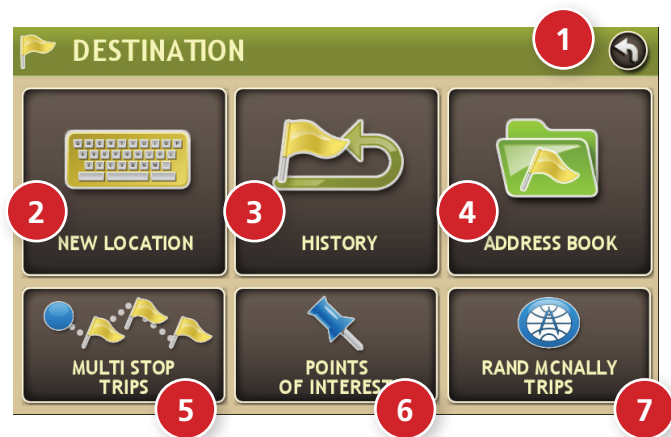 DESTINATION
1
2
NEW LOCATION
3
HISTORY
4
ADDRESS BOOK
MULTI STOP
TRIPS
5
POINTS
OF INTEREST
6
RAND MCNALLY
TRIPS
7